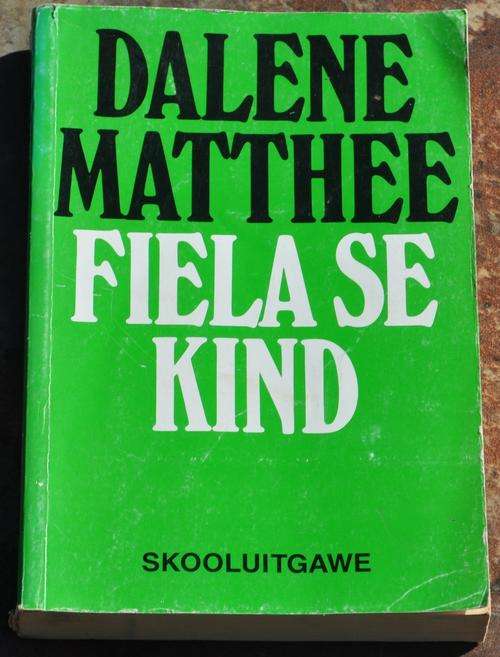 DALENE
MATTHEE
FIELA SE
KIND
SKOOLUITGAWE